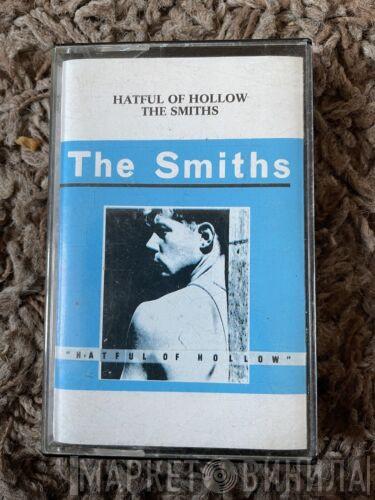 HATFUL OF HOLLOW
THE SMITHS
The Smiths
"HATFUL OF HOLLOW"
МАРКЕТ ВИНИЛА